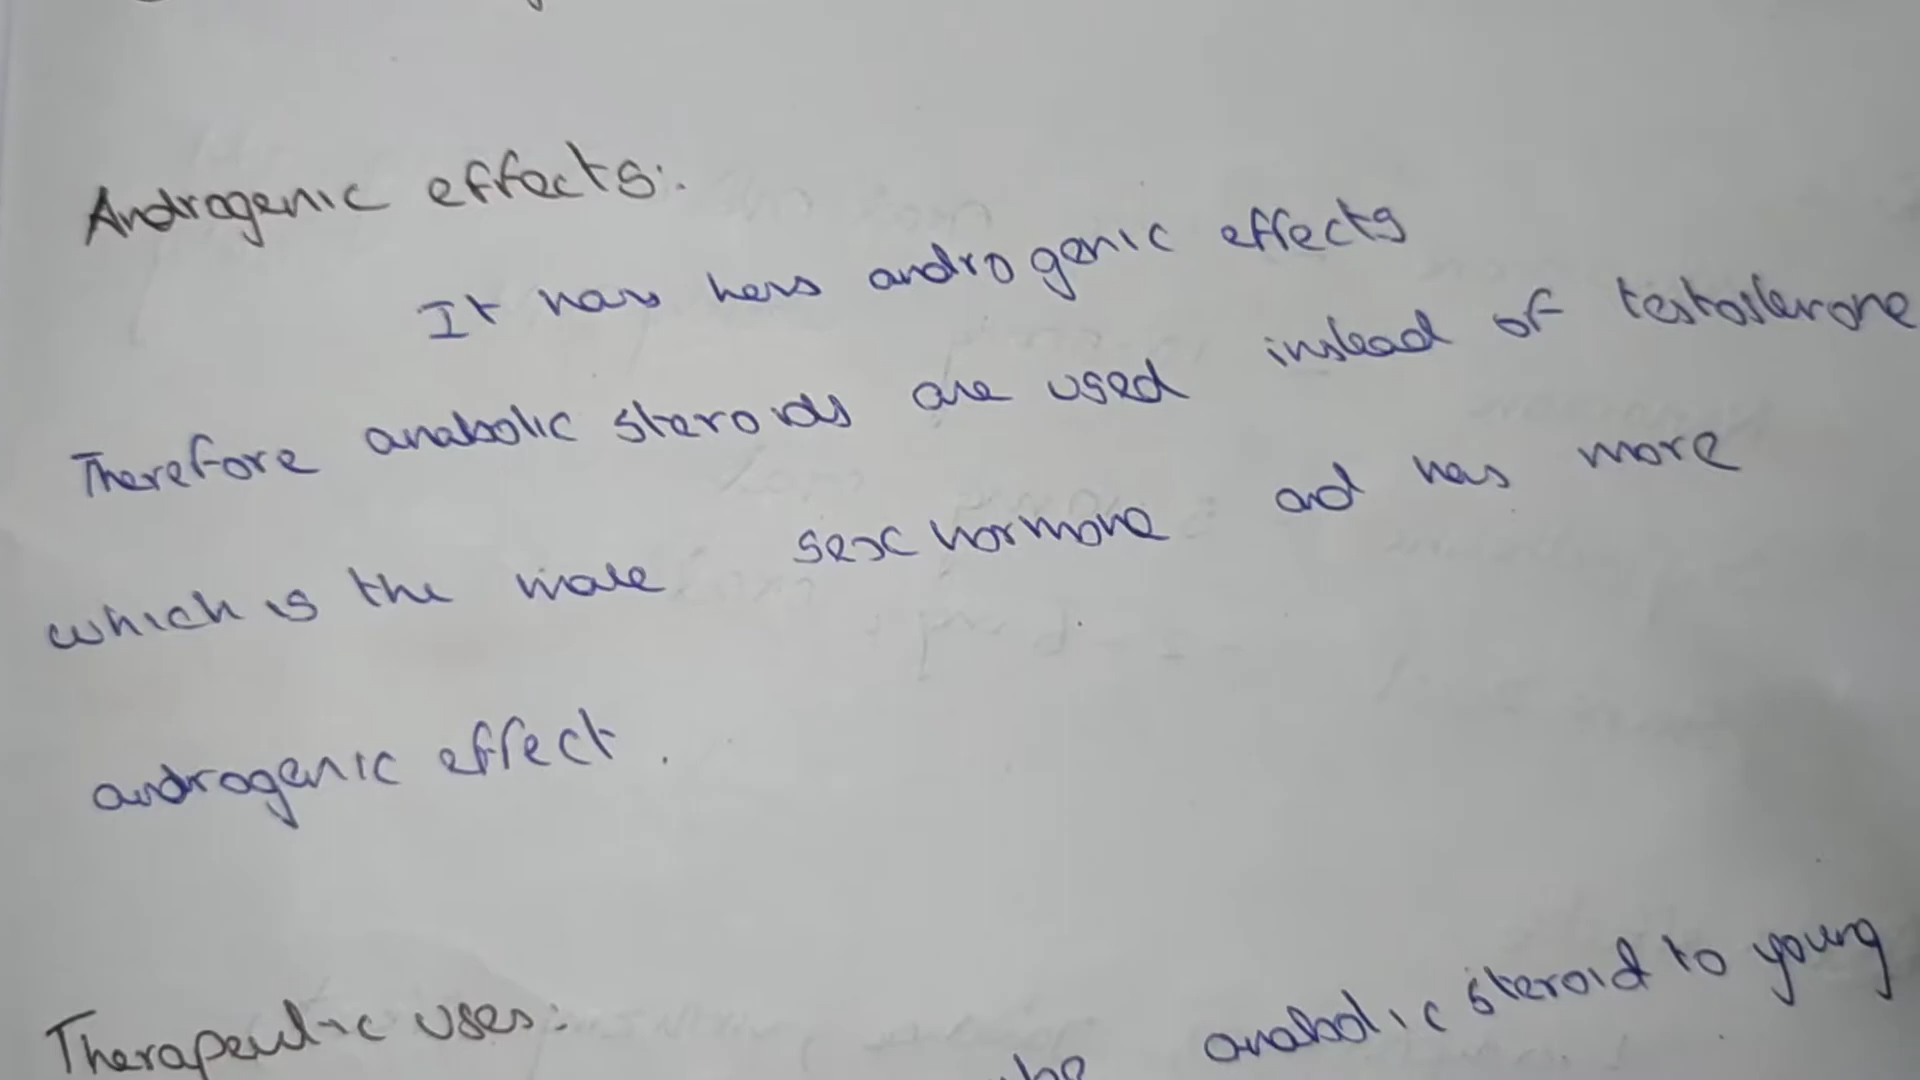 Androgenic effects:.
It has less androgenic effects
Therefore anabolic steroids are used instead of testosterone
which is the male sex hormone and has more
androgenic effect.
Therapeutic uses:
anabolic steroid to young